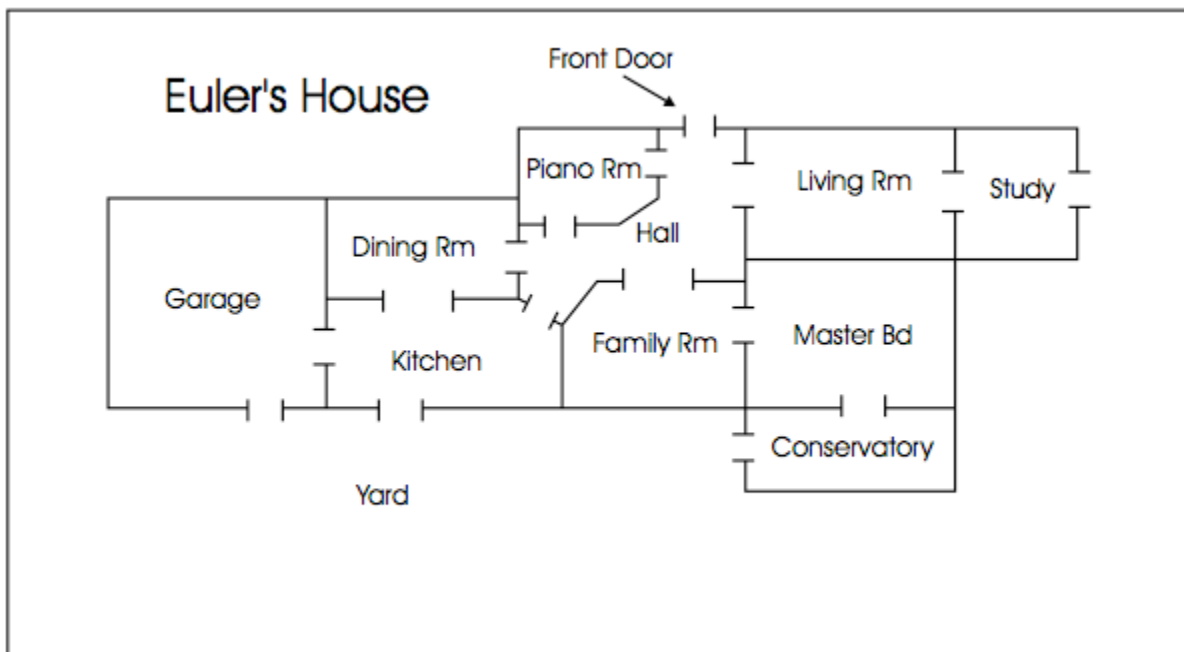 Front Door
Euler's House
Piano Rm
Living Rm
Study
Hall
Dining Rm
Garage
Family Rm
Master Bd
Kitchen
Conservatory
Yard